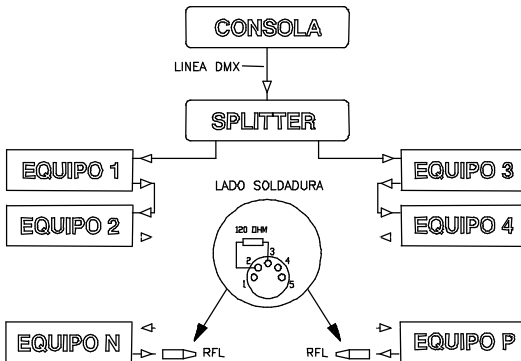 CONSOLA
LINEA DMX
SPLITTER
EQUIPO 1
EQUIPO 3
LADO SOLDADURA
EQUIPO 2
EQUIPO 4
120 OHM
3
2
4
1
5
EQUIPO N
RFL
RFL
EQUIPO P